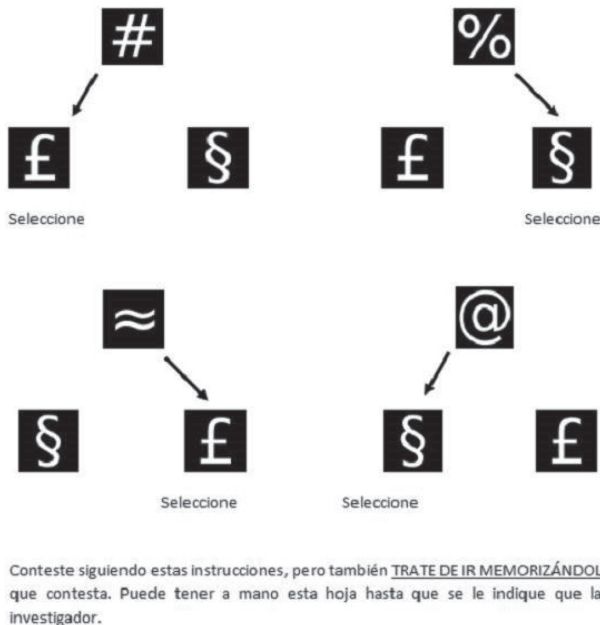 # %
£ § £ §
Seleccione Seleccione
≈ @
§ £ § £
Seleccione Seleccione
Conteste siguiendo estas instrucciones, pero también TRATE DE IR MEMORIZÁNDOL
que contesta. Puede tener a mano esta hoja hasta que se le indique que la
investigador.